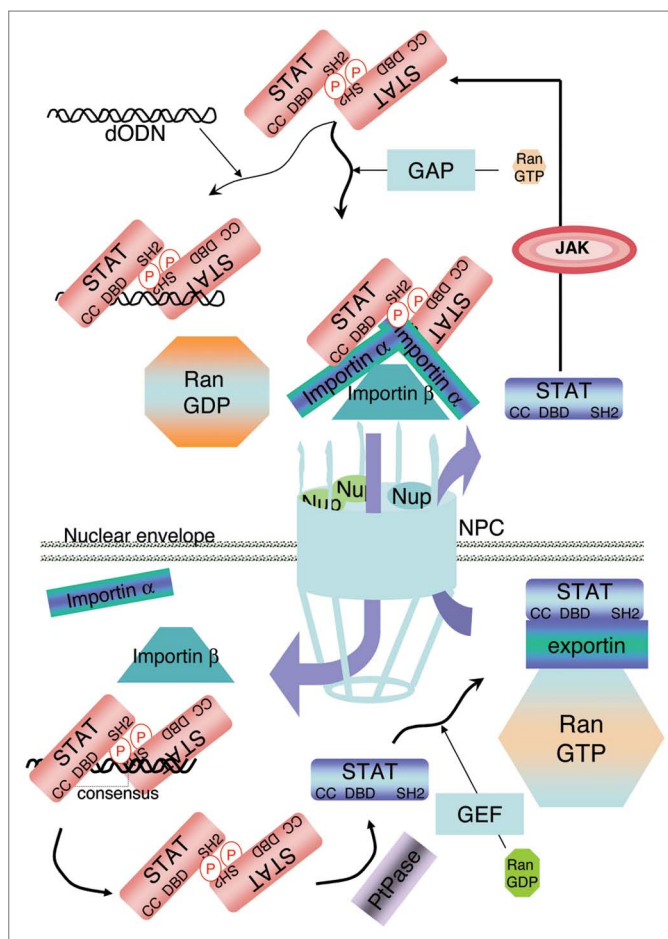 STAT
CC DBD
SH2
P
P
STAT
CC DBD
SH2
dODN
GAP
Ran
GTP
JAK
STAT
CC DBD
SH2
P
P
STAT
CC DBD
SH2
STAT
CC DBD
SH2
P
P
STAT
CC DBD
Importin α
Importin α
Importin β
Ran
GDP
STAT
CC DBD SH2
Nup
Nup
Nup
NPC
Nuclear envelope
Importin α
Importin β
STAT
CC DBD SH2
exportin
Ran
GTP
STAT
CC DBD
SH2
P
P
STAT
CC DBD
consensus
STAT
CC DBD SH2
GEF
Ran
GDP
STAT
CC DBD
SH2
P
P
STAT
CC DBD
SH2
PtPase